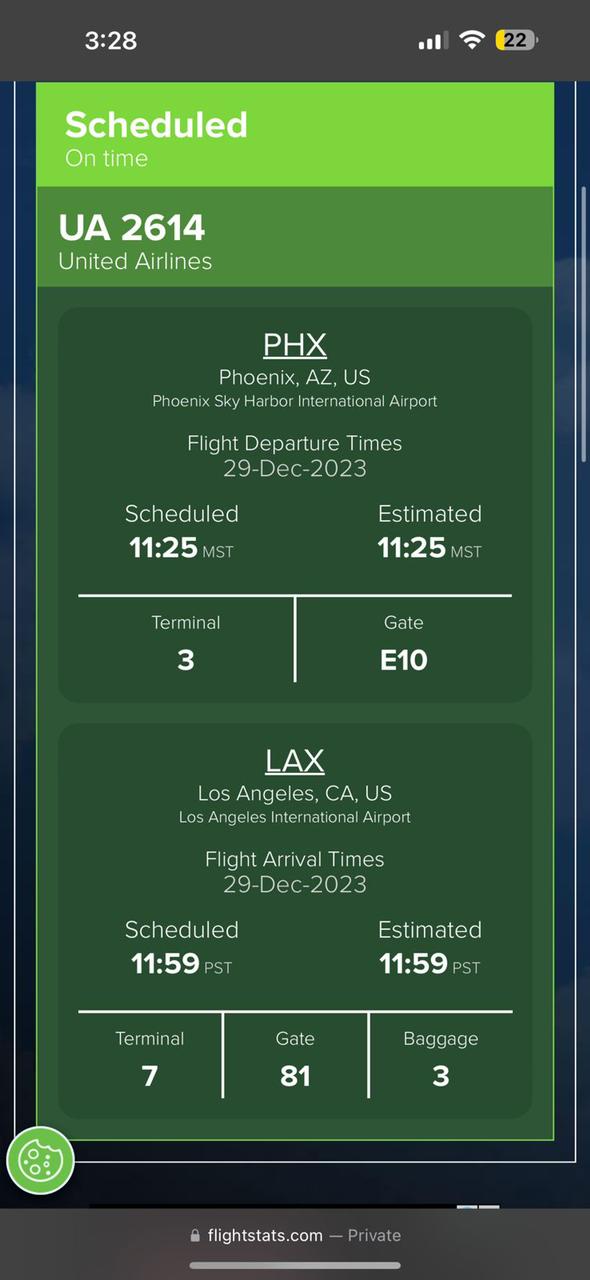 3:28
22
Scheduled
On time
UA 2614
United Airlines
PHX
Phoenix, AZ, US
Phoenix Sky Harbor International Airport
Flight Departure Times
29-Dec-2023
Scheduled Estimated
11:25 MST 11:25 MST
Terminal Gate
3 E10
LAX
Los Angeles, CA, US
Los Angeles International Airport
Flight Arrival Times
29-Dec-2023
Scheduled Estimated
11:59 PST 11:59 PST
Terminal Gate Baggage
7 81 3
flightstats.com — Private